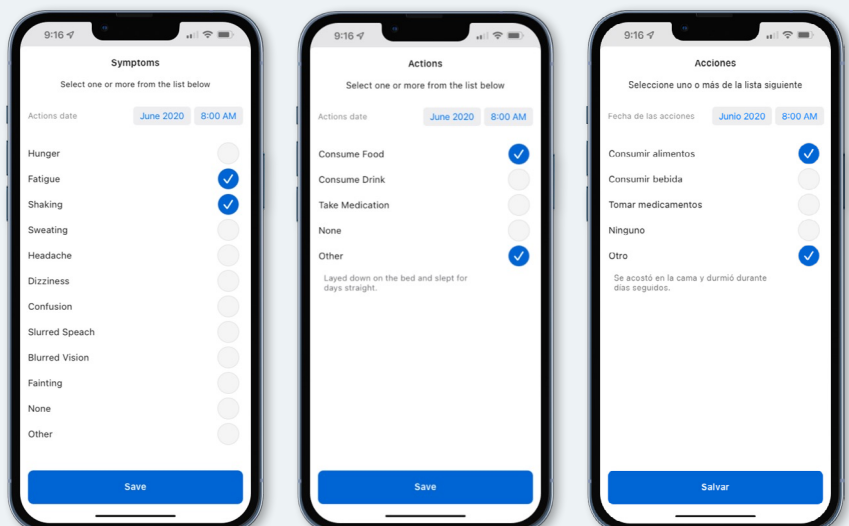 9:16
Symptoms
Select one or more from the list below
Actions date June 2020 8:00 AM
Hunger
Fatigue
Shaking
Sweating
Headache
Dizziness
Confusion
Slurred Speach
Blurred Vision
Fainting
None
Other
Save
9:16
Actions
Select one or more from the list below
Actions date June 2020 8:00 AM
Consume Food
Consume Drink
Take Medication
None
Other
Layed down on the bed and slept for
days straight.
Save
9:16
Acciones
Seleccione uno o más de la lista siguiente
Fecha de las acciones Junio 2020 8:00 AM
Consumir alimentos
Consumir bebida
Tomar medicamentos
Ninguno
Otro
Se acostó en la cama y durmió durante
días seguidos.
Salvar